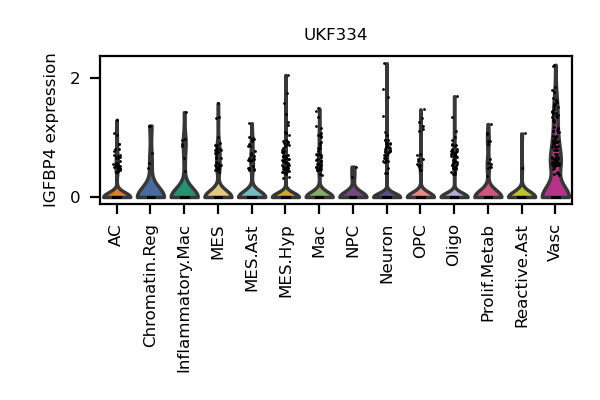 UKF334
IGFBP4 expression
2
0
AC
Chromatin.Reg
Inflammatory.Mac
MES
MES.Ast
MES.Hyp
Mac
NPC
Neuron
OPC
Oligo
Prolif.Metab
Reactive.Ast
Vasc